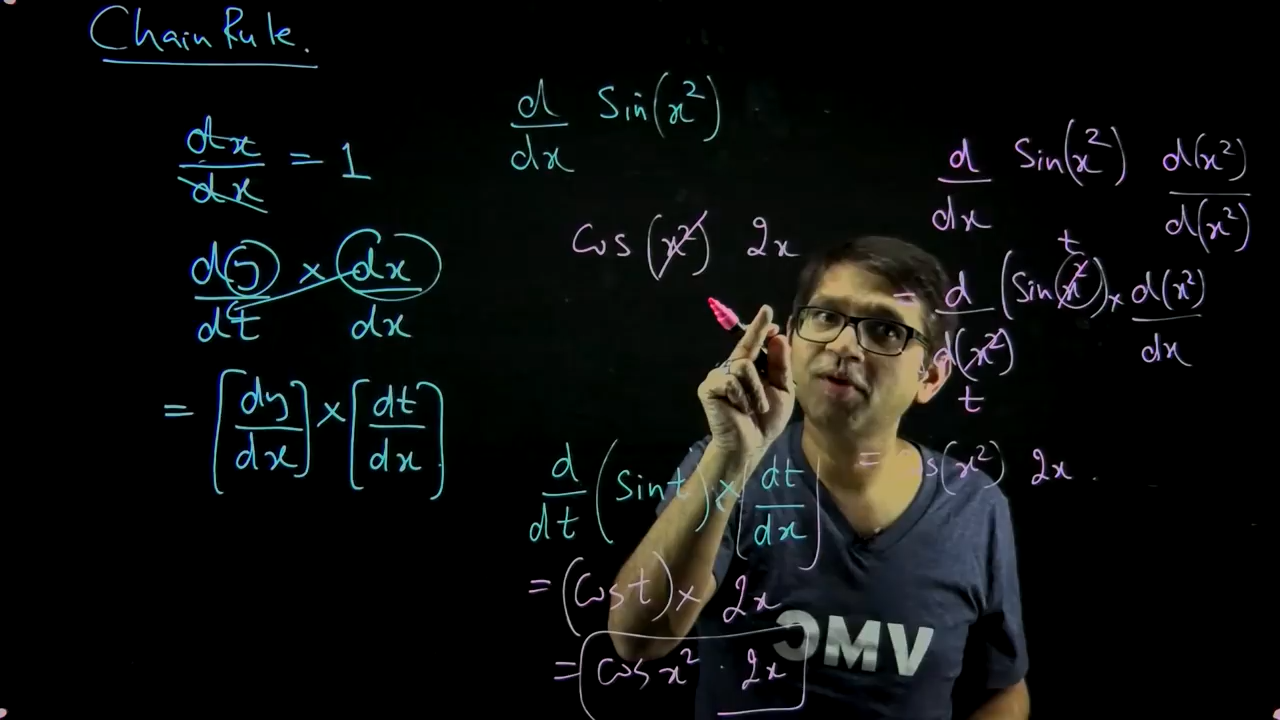 Chain Rule.
dx/dx = 1
dy/dt × dx/dx
= [dy/dx] × [dt/dx]
d/dx Sin(x²)
Cos (x²) 2x
d/dt (Sin t) × (dt/dx)
= (Cos t) × 2x
= Cos x² · 2x
d/dx Sin(x²) d(x²)/d(x²)
t
= d/d(x²) (Sin x²) × d(x²)/dx
t
= (x²) 2x.
OMV